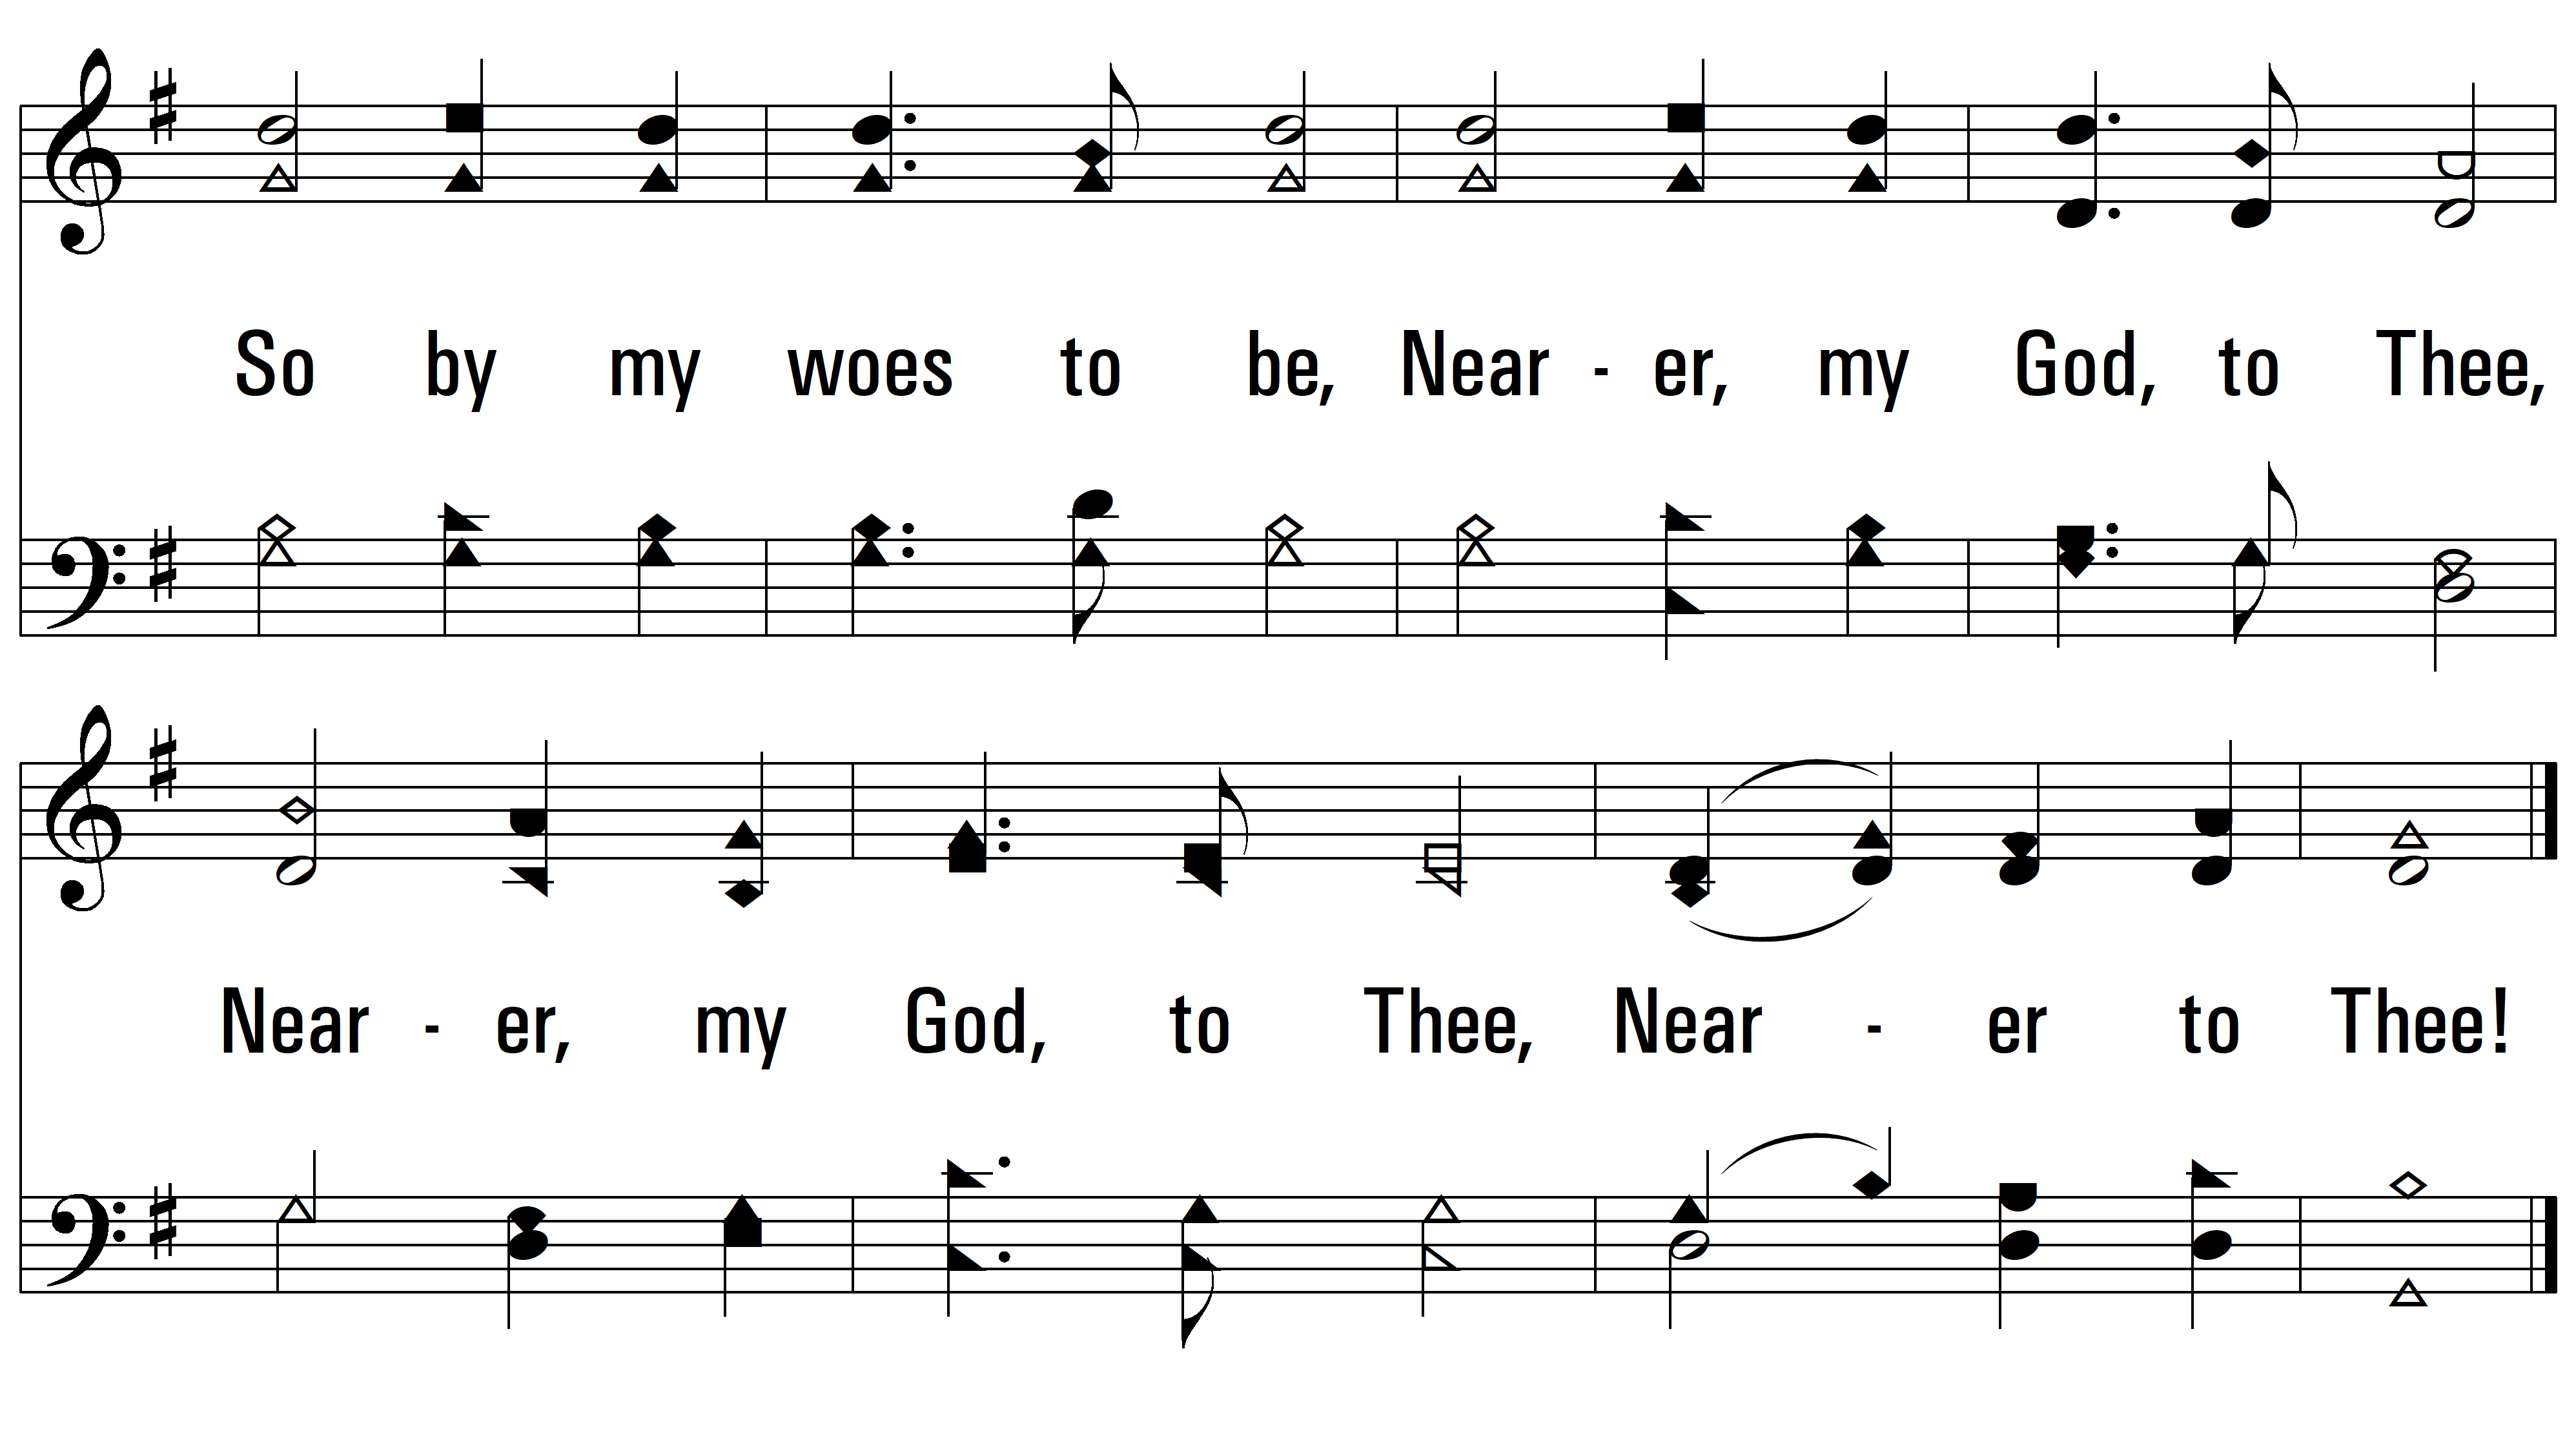 So by my woes to be, Near - er, my God, to Thee,
Near - er, my God, to Thee, Near - er to Thee!